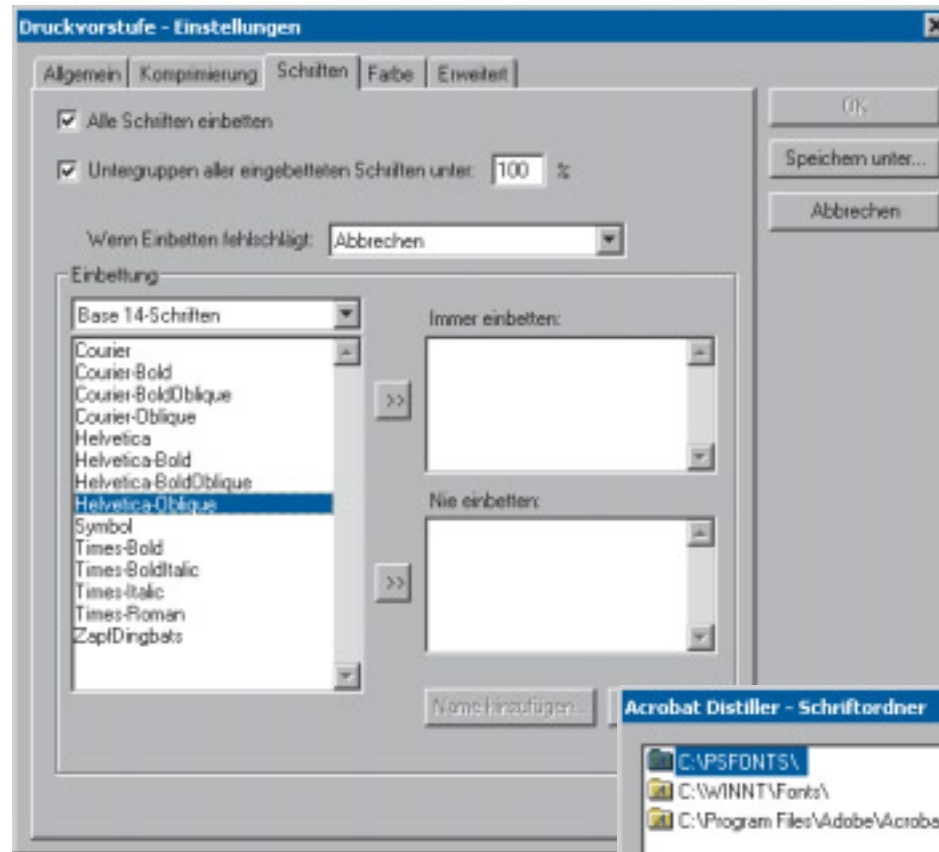 Druckvorstufe - Einstellungen
Allgemein
Komprimierung
Schriften
Farbe
Erweitert
Alle Schriften einbetten
Untergruppen aller eingebetteten Schriften unter: 100 %
Wenn Einbetten fehlschlägt: Abbrechen
Einbettung
Base 14-Schriften
Courier
Courier-Bold
Courier-BoldOblique
Courier-Oblique
Helvetica
Helvetica-Bold
Helvetica-BoldOblique
Helvetica-Oblique
Symbol
Times-Bold
Times-BoldItalic
Times-Italic
Times-Roman
ZapfDingbats
>>
>>
Immer einbetten:
Nie einbetten:
Name hinzufügen...
OK
Speichern unter...
Abbrechen
Acrobat Distiller - Schriftordner
C:\PSFONTS\
C:\WINNT\Fonts\
C:\Program Files\Adobe\Acroba